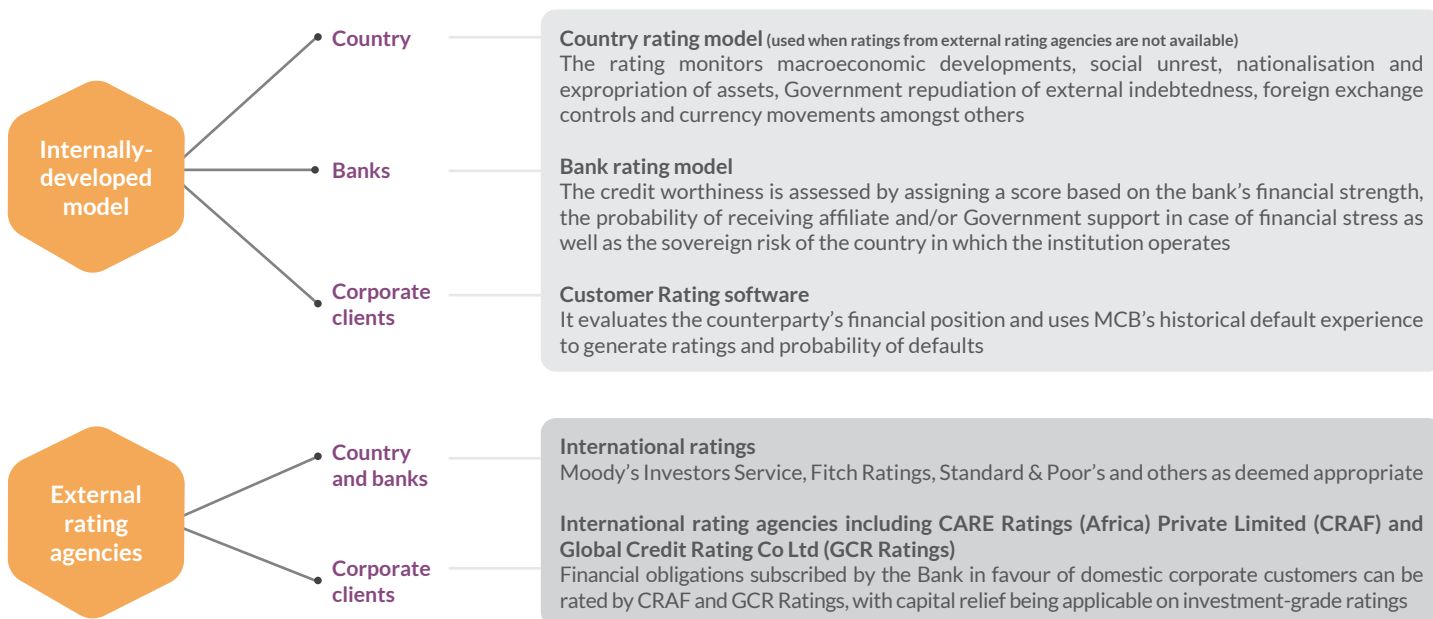 Internally-
developed
model
Country
Country rating model (used when ratings from external rating agencies are not available)
The rating monitors macroeconomic developments, social unrest, nationalisation and
expropriation of assets, Government repudiation of external indebtedness, foreign exchange
controls and currency movements amongst others
Banks
Bank rating model
The credit worthiness is assessed by assigning a score based on the bank's financial strength,
the probability of receiving affiliate and/or Government support in case of financial stress as
well as the sovereign risk of the country in which the institution operates
Corporate
clients
Customer Rating software
It evaluates the counterparty's financial position and uses MCB's historical default experience
to generate ratings and probability of defaults
External
rating
agencies
Country
and banks
International ratings
Moody's Investors Service, Fitch Ratings, Standard & Poor's and others as deemed appropriate
Corporate
clients
International rating agencies including CARE Ratings (Africa) Private Limited (CRAF) and
Global Credit Rating Co Ltd (GCR Ratings)
Financial obligations subscribed by the Bank in favour of domestic corporate customers can be
rated by CRAF and GCR Ratings, with capital relief being applicable on investment-grade ratings